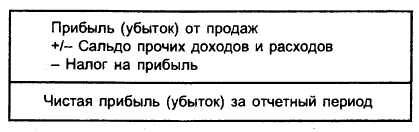 Прибыль (убыток) от продаж
+/– Сальдо прочих доходов и расходов
– Налог на прибыль
Чистая прибыль (убыток) за отчетный период